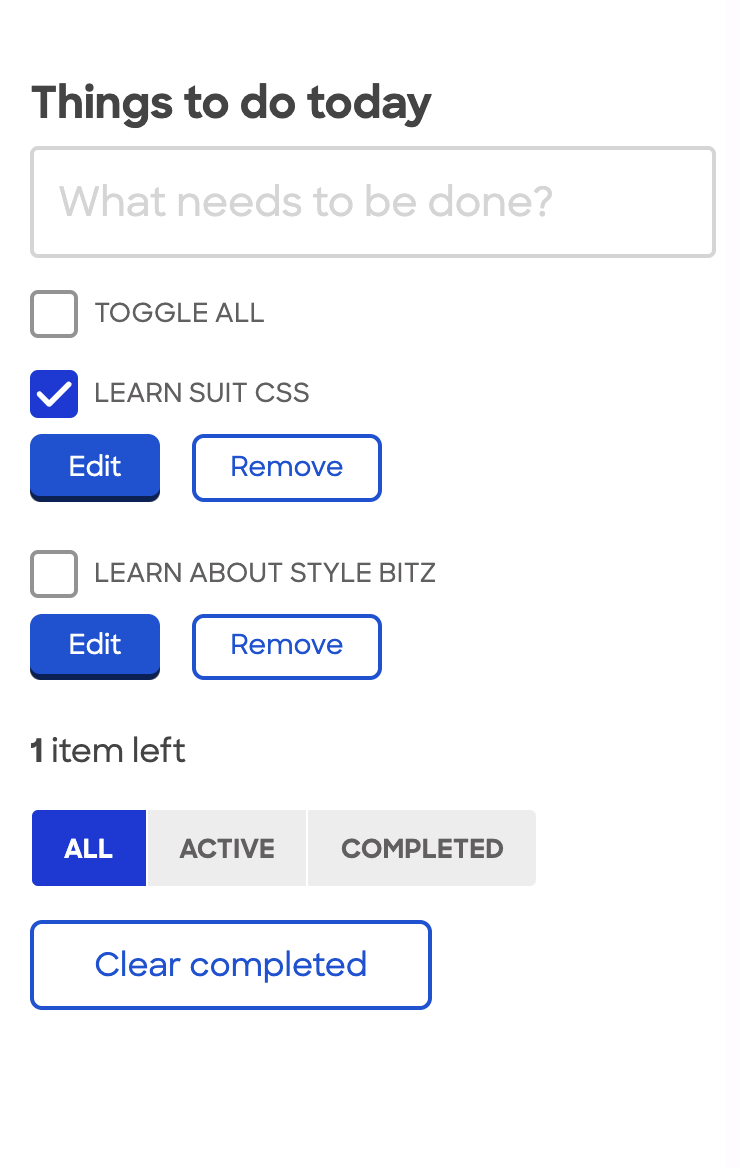 Things to do today
What needs to be done?
TOGGLE ALL
LEARN SUIT CSS
Edit Remove
LEARN ABOUT STYLE BITZ
Edit Remove
1 item left
ALL ACTIVE COMPLETED
Clear completed